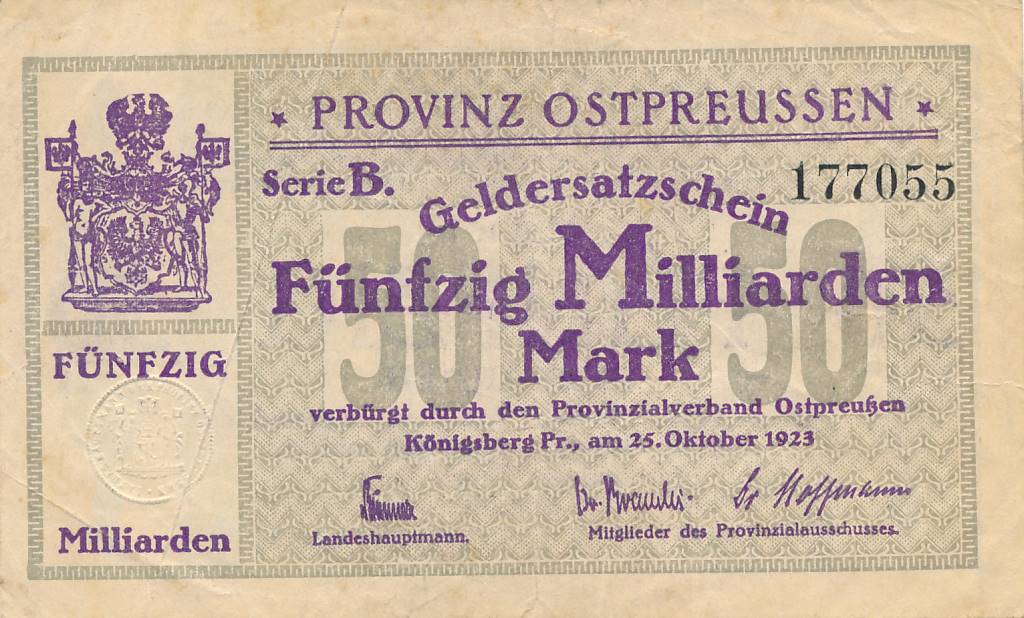 PROVINZ OSTPREUSSEN
Serie B.
177055
Geldersatzschein
50 50
Fünfzig Milliarden
Mark
verbürgt durch den Provinzialverband Ostpreußen
Königsberg Pr., am 25. Oktober 1923
Landeshauptmann.
Mitglieder des Provinzialausschusses.
FÜNFZIG
Milliarden